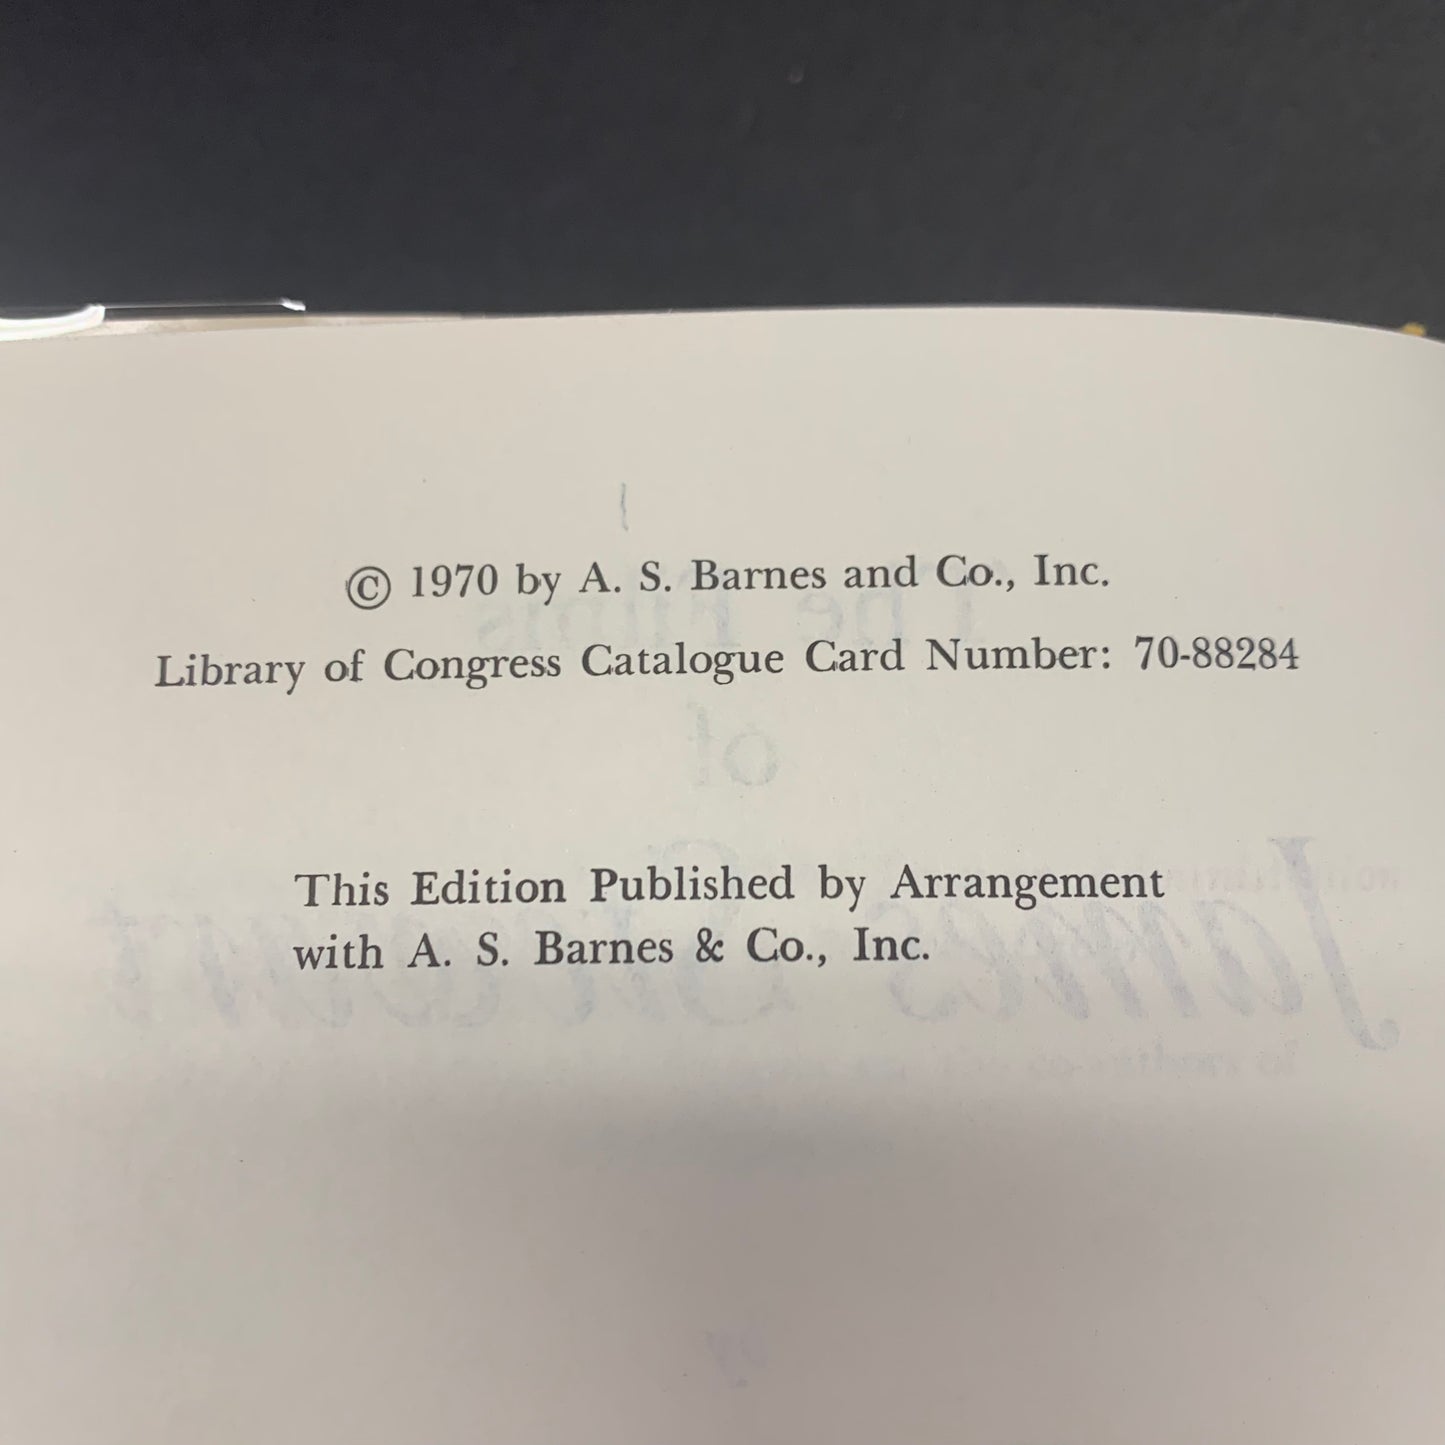 © 1970 by A. S. Barnes and Co., Inc.
Library of Congress Catalogue Card Number: 70-88284
This Edition Published by Arrangement
with A. S. Barnes & Co., Inc.